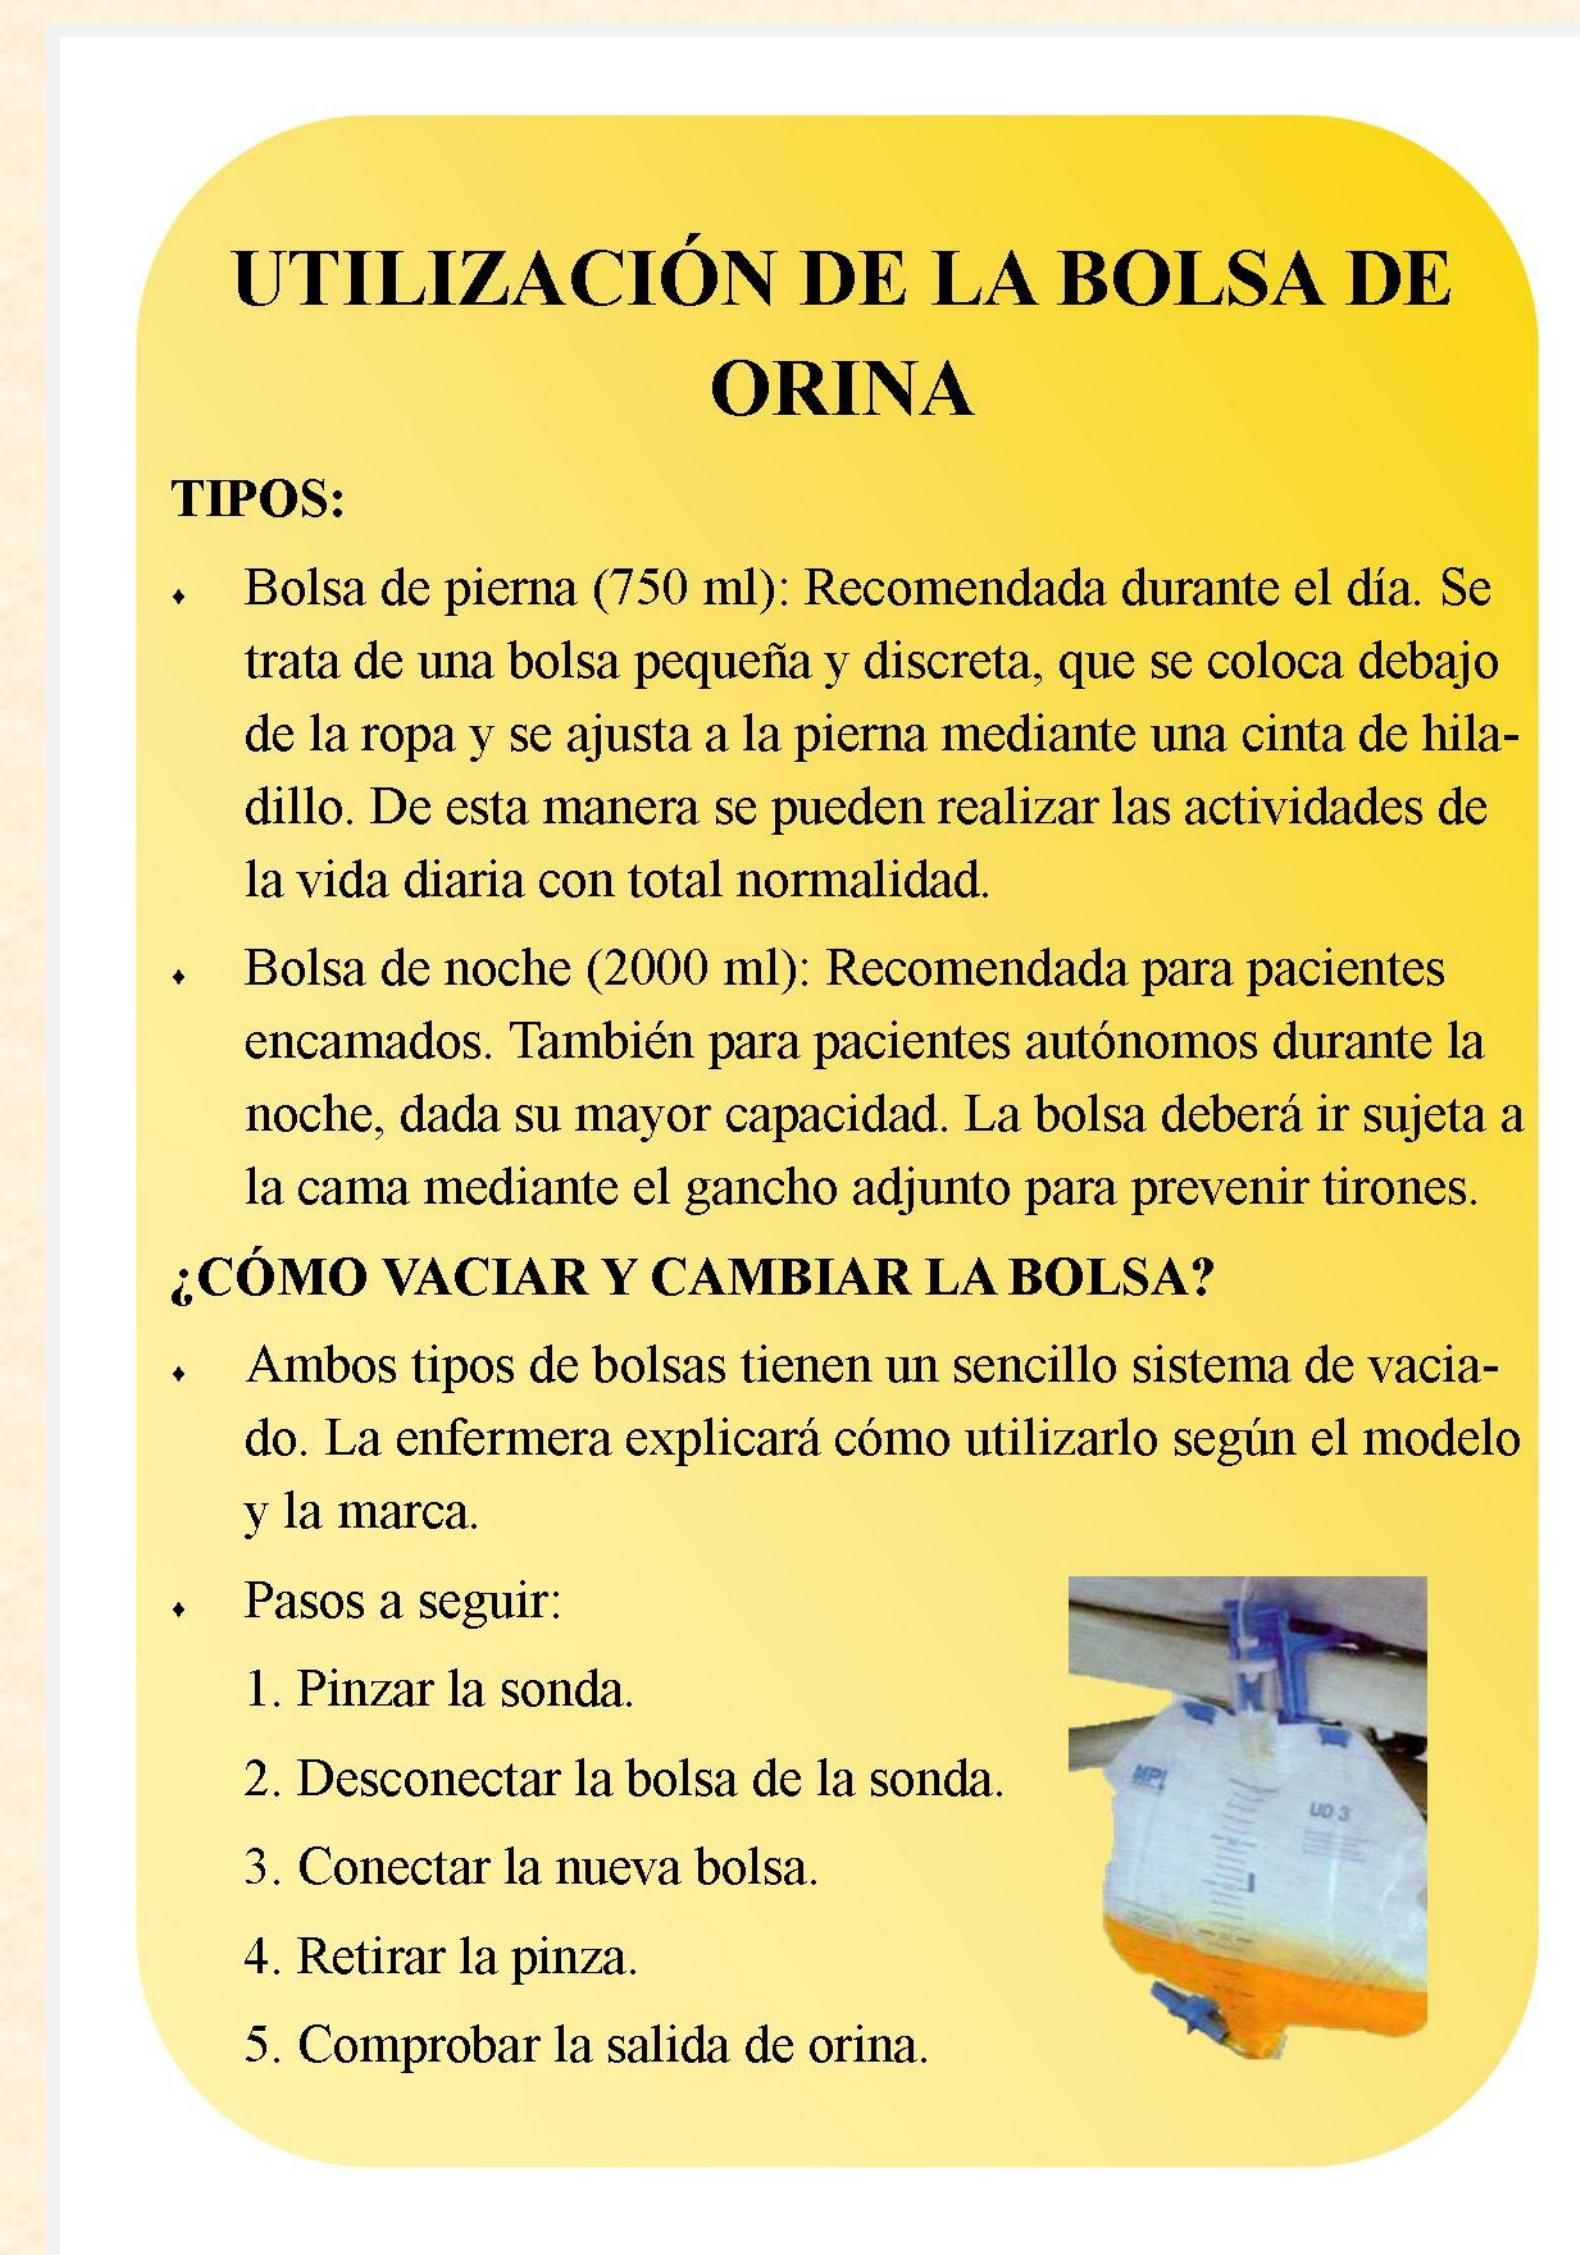 UTILIZACIÓN DE LA BOLSA DE
ORINA
TIPOS:
⬧ Bolsa de pierna (750 ml): Recomendada durante el día. Se
trata de una bolsa pequeña y discreta, que se coloca debajo
de la ropa y se ajusta a la pierna mediante una cinta de hila-
dillo. De esta manera se pueden realizar las actividades de
la vida diaria con total normalidad.
⬧ Bolsa de noche (2000 ml): Recomendada para pacientes
encamados. También para pacientes autónomos durante la
noche, dada su mayor capacidad. La bolsa deberá ir sujeta a
la cama mediante el gancho adjunto para prevenir tirones.
¿CÓMO VACIAR Y CAMBIAR LA BOLSA?
⬧ Ambos tipos de bolsas tienen un sencillo sistema de vacia-
do. La enfermera explicará cómo utilizarlo según el modelo
y la marca.
⬧ Pasos a seguir:
1. Pinzar la sonda.
2. Desconectar la bolsa de la sonda.
3. Conectar la nueva bolsa.
4. Retirar la pinza.
5. Comprobar la salida de orina.
MPI
UD 3